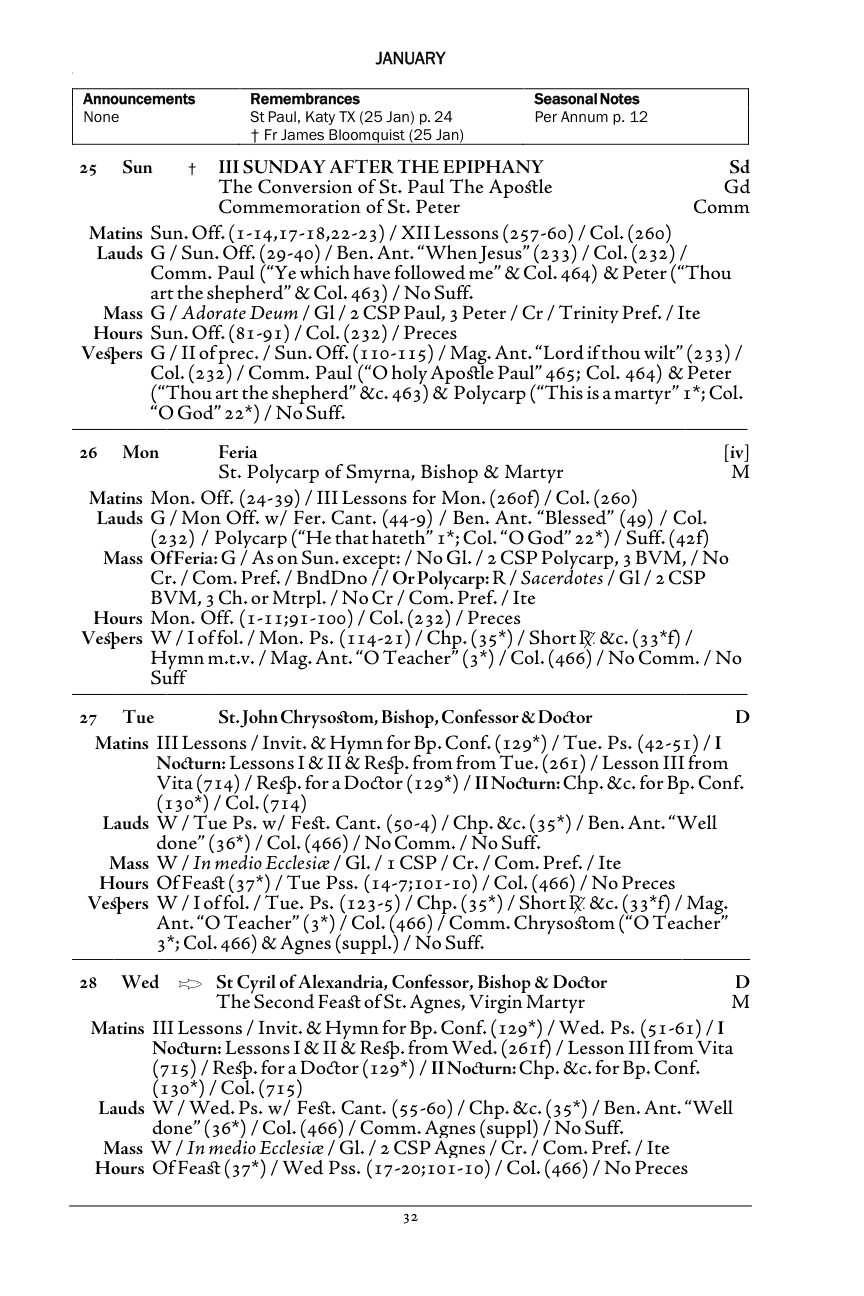 JANUARY
Announcements Remembrances Seasonal Notes
None St Paul, Katy TX (25 Jan) p. 24 Per Annum p. 12
† Fr James Bloomquist (25 Jan)
25 Sun † III SUNDAY AFTER THE EPIPHANY Sd
The Conversion of St. Paul The Apostle Gd
Commemoration of St. Peter Comm
Matins Sun. Off. (1-14,17-18,22-23) / XII Lessons (257-60) / Col. (260)
Lauds G / Sun. Off. (29-40) / Ben. Ant. “When Jesus” (233) / Col. (232) /
Comm. Paul (“Ye which have followed me” & Col. 464) & Peter (“Thou
art the shepherd” & Col. 463) / No Suff.
Mass G / Adorate Deum / Gl / 2 CSP Paul, 3 Peter / Cr / Trinity Pref. / Ite
Hours Sun. Off. (81-91) / Col. (232) / Preces
Vespers G / II of prec. / Sun. Off. (110-115) / Mag. Ant. “Lord if thou wilt” (233) /
Col. (232) / Comm. Paul (“O holy Apostle Paul” 465; Col. 464) & Peter
(“Thou art the shepherd” &c. 463) & Polycarp (“This is a martyr” 1*; Col.
“O God” 22*) / No Suff.
26 Mon Feria [iv]
St. Polycarp of Smyrna, Bishop & Martyr M
Matins Mon. Off. (24-39) / III Lessons for Mon. (260f) / Col. (260)
Lauds G / Mon Off. w/ Fer. Cant. (44-9) / Ben. Ant. “Blessed” (49) / Col.
(232) / Polycarp (“He that hateth” 1*; Col. “O God” 22*) / Suff. (42f)
Mass Of Feria: G / As on Sun. except: / No Gl. / 2 CSP Polycarp, 3 BVM, / No
Cr. / Com. Pref. / BndDno // Or Polycarp: R / Sacerdotes / Gl / 2 CSP
BVM, 3 Ch. or Mtrpl. / No Cr / Com. Pref. / Ite
Hours Mon. Off. (1-11;91-100) / Col. (232) / Preces
Vespers W / I of fol. / Mon. Ps. (114-21) / Chp. (35*) / Short ℟ &c. (33*f) /
Hymn m.t.v. / Mag. Ant. “O Teacher” (3*) / Col. (466) / No Comm. / No
Suff
27 Tue St. John Chrysostom, Bishop, Confessor & Doctor D
Matins III Lessons / Invit. & Hymn for Bp. Conf. (129*) / Tue. Ps. (42-51) / I
Nocturn: Lessons I & II & Resp. from from Tue. (261) / Lesson III from
Vita (714) / Resp. for a Doctor (129*) / II Nocturn: Chp. &c. for Bp. Conf.
(130*) / Col. (714)
Lauds W / Tue Ps. w/ Fest. Cant. (50-4) / Chp. &c. (35*) / Ben. Ant. “Well
done” (36*) / Col. (466) / No Comm. / No Suff.
Mass W / In medio Ecclesiæ / Gl. / 1 CSP / Cr. / Com. Pref. / Ite
Hours Of Feast (37*) / Tue Pss. (14-7;101-10) / Col. (466) / No Preces
Vespers W / I of fol. / Tue. Ps. (123-5) / Chp. (35*) / Short ℟ &c. (33*f) / Mag.
Ant. “O Teacher” (3*) / Col. (466) / Comm. Chrysostom (“O Teacher”
3*; Col. 466) & Agnes (suppl.) / No Suff.
28 Wed St Cyril of Alexandria, Confessor, Bishop & Doctor D
The Second Feast of St. Agnes, Virgin Martyr M
Matins III Lessons / Invit. & Hymn for Bp. Conf. (129*) / Wed. Ps. (51-61) / I
Nocturn: Lessons I & II & Resp. from Wed. (261f) / Lesson III from Vita
(715) / Resp. for a Doctor (129*) / II Nocturn: Chp. &c. for Bp. Conf.
(130*) / Col. (715)
Lauds W / Wed. Ps. w/ Fest. Cant. (55-60) / Chp. &c. (35*) / Ben. Ant. “Well
done” (36*) / Col. (466) / Comm. Agnes (suppl) / No Suff.
Mass W / In medio Ecclesiæ / Gl. / 2 CSP Agnes / Cr. / Com. Pref. / Ite
Hours Of Feast (37*) / Wed Pss. (17-20;101-10) / Col. (466) / No Preces
32